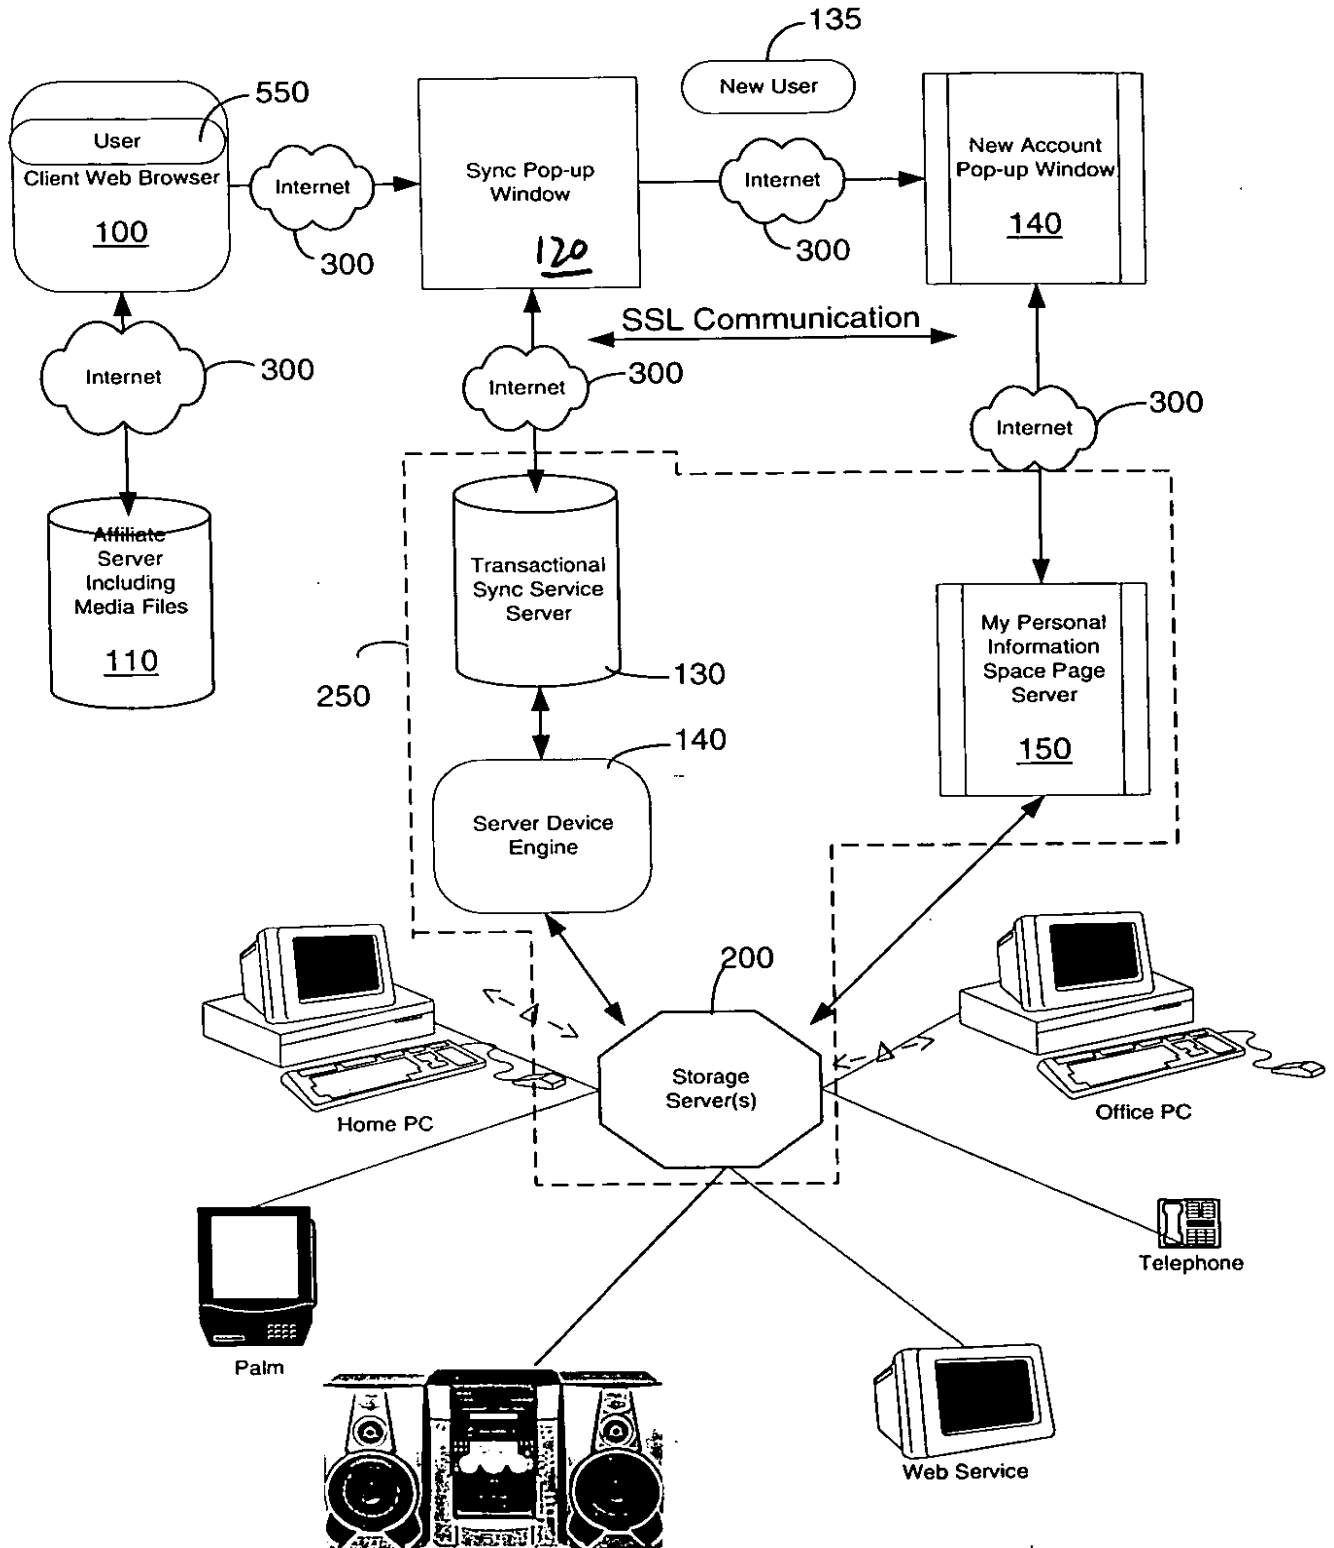 135
New User
550
User
Client Web Browser
100
Internet
300
Sync Pop-up
Window
120
Internet
300
New Account
Pop-up Window
140
SSL Communication
Internet
300
Internet
300
Internet
300
Affiliate
Server
Including
Media Files
110
Transactional
Sync Service
Server
130
250
My Personal
Information
Space Page
Server
150
140
Server Device
Engine
200
Storage
Server(s)
Home PC
Office PC
Palm
Telephone
Web Service